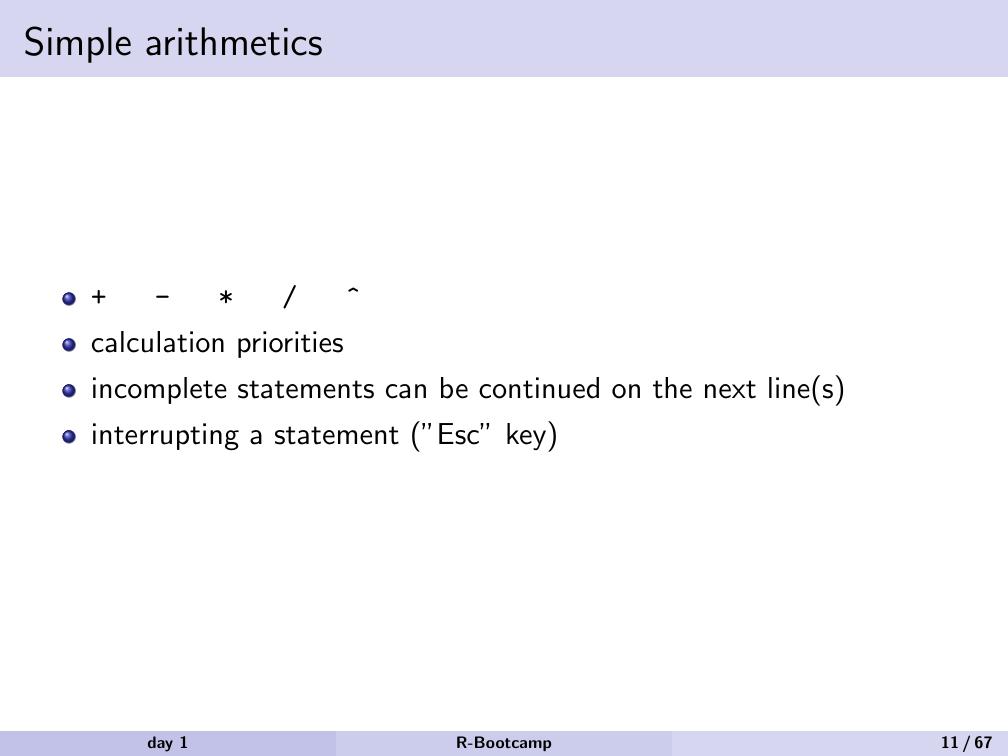 Simple arithmetics
+ - * / ^
calculation priorities
incomplete statements can be continued on the next line(s)
interrupting a statement (”Esc” key)
day 1 R-Bootcamp 11 / 67